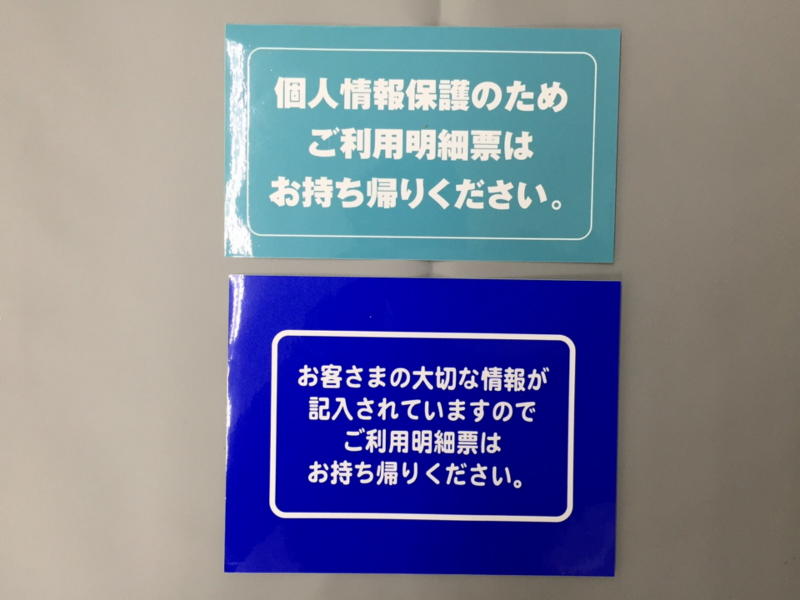 個人情報保護のため
ご利用明細票は
お持ち帰りください。
お客さまの大切な情報が
記入されていますので
ご利用明細票は
お持ち帰りください。